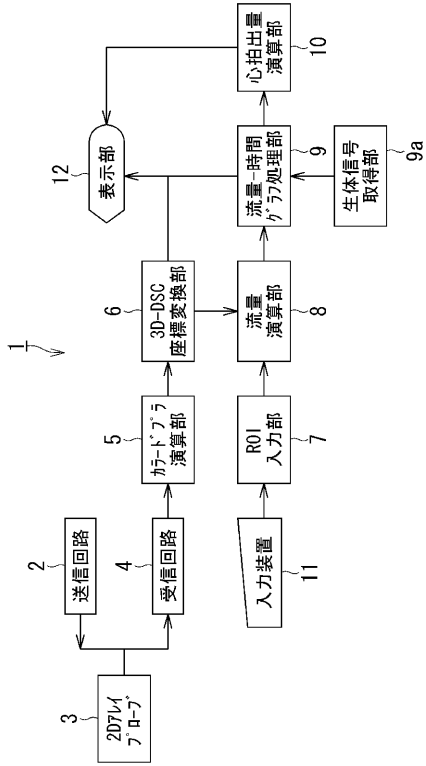 1
3
2Dアレイ
プローブ
2
送信回路
4
受信回路
5
カラードプラ
演算部
6
3D-DSC
座標変換部
12
表示部
11
入力装置
7
ROI
入力部
8
流量
演算部
9
流量-時間
グラフ処理部
9a
生体信号
取得部
10
心拍出量
演算部